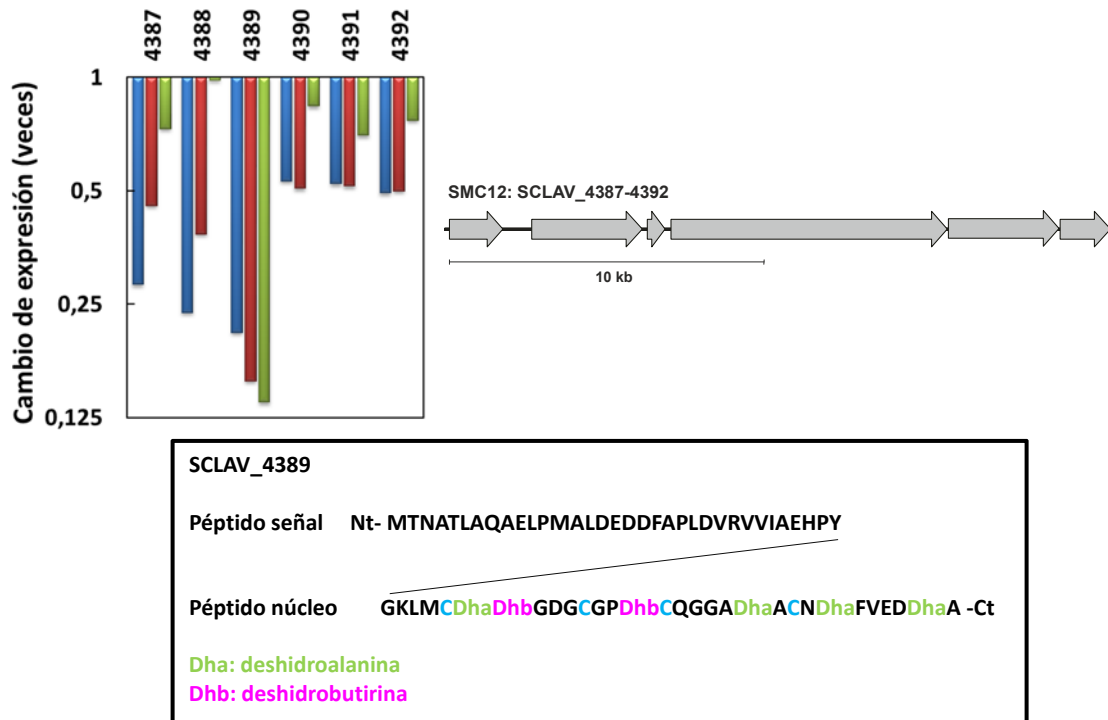 4387 4388 4389 4390 4391 4392
Cambio de expresión (veces)
1
0,5
0,25
0,125
SMC12: SCLAV_4387-4392
10 kb
SCLAV_4389
Péptido señal Nt- MTNATLAQAELPMALDEDDFAPLDVRVVIAEHPY
Péptido núcleo GKLMCDhaDhbGDGCGPDhbCQGGADhaACNDhaFVEDDhaA -Ct
Dha: deshidroalanina
Dhb: deshidrobutirina